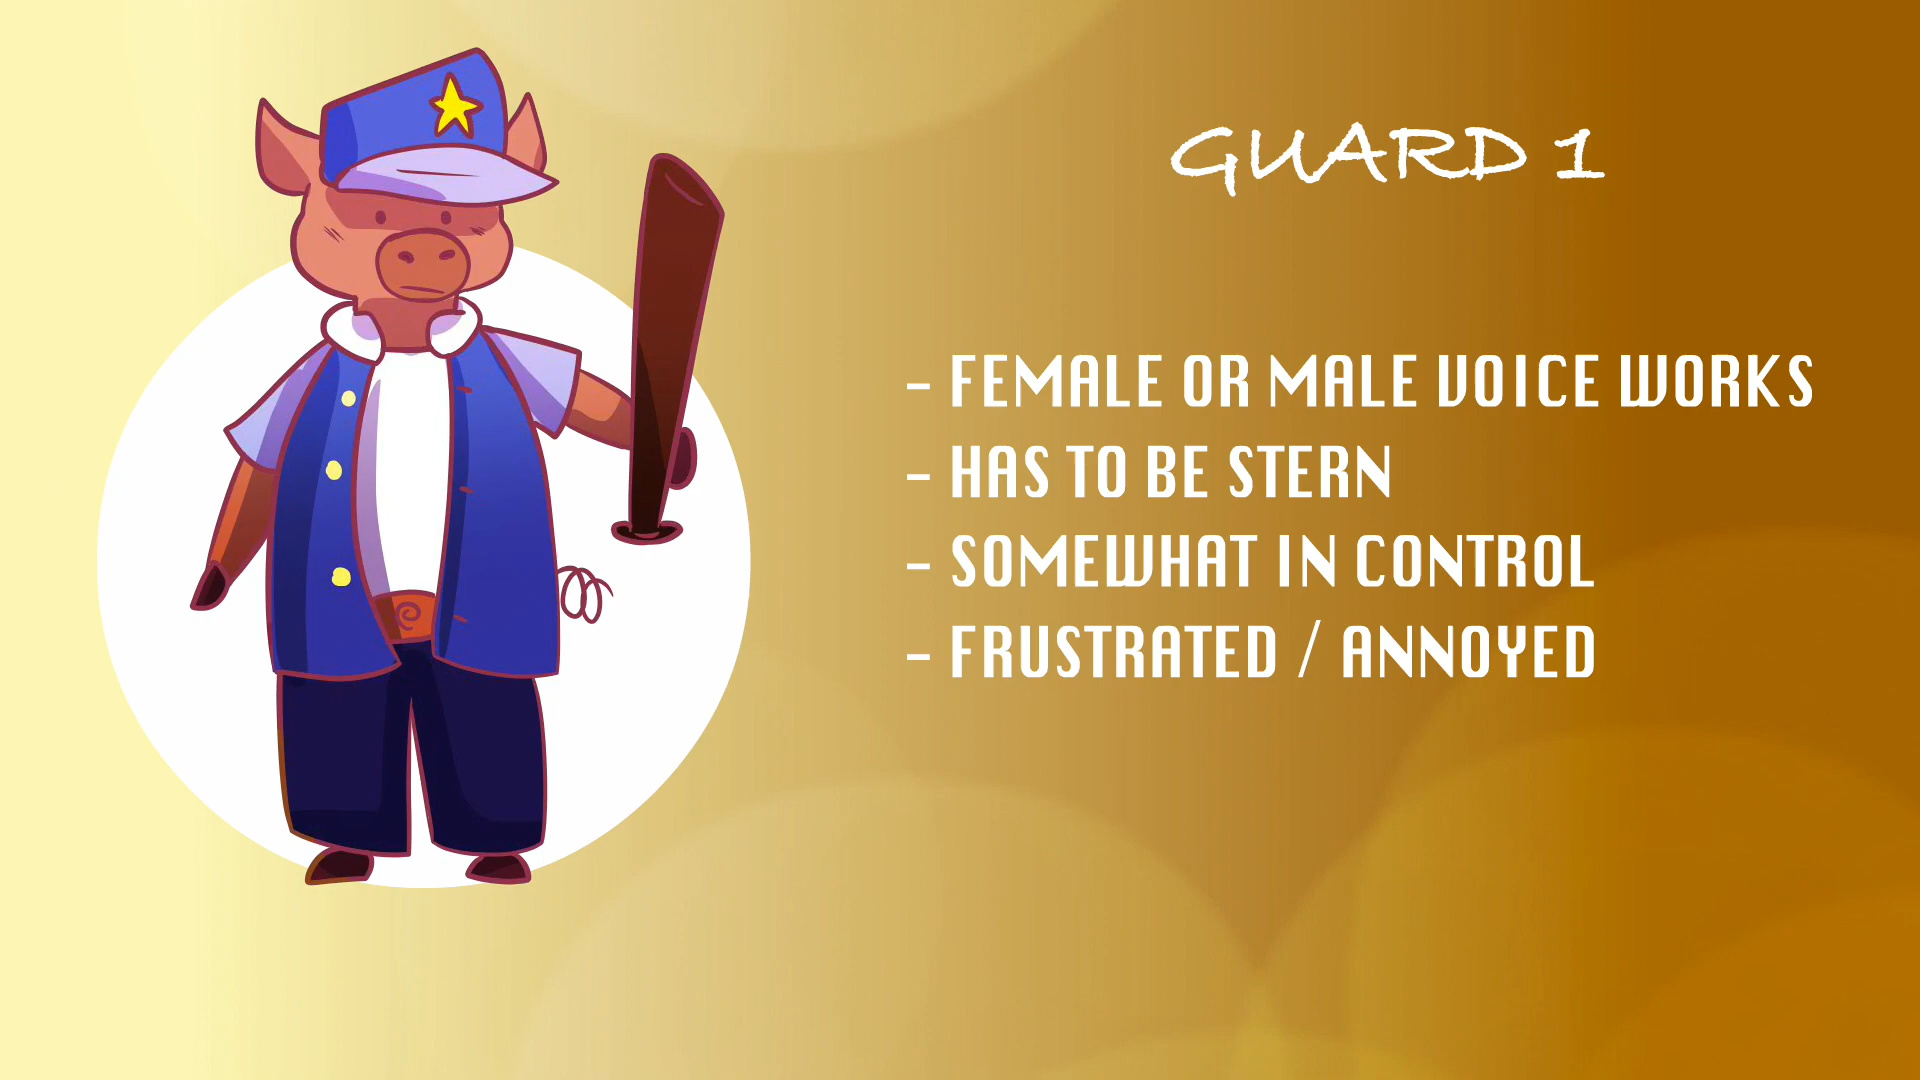 GUARD 1
- FEMALE OR MALE VOICE WORKS
- HAS TO BE STERN
- SOMEWHAT IN CONTROL
- FRUSTRATED / ANNOYED